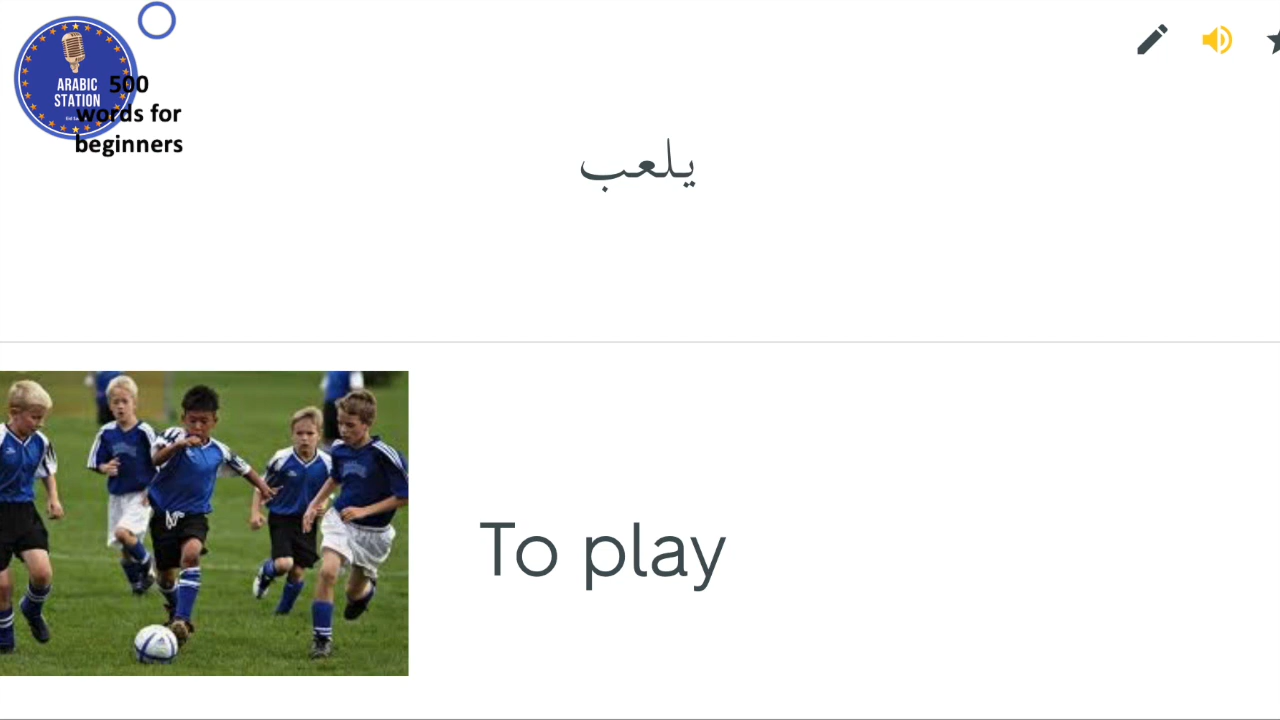 ARABIC
STATION
500
words for
beginners
يلعب
To play